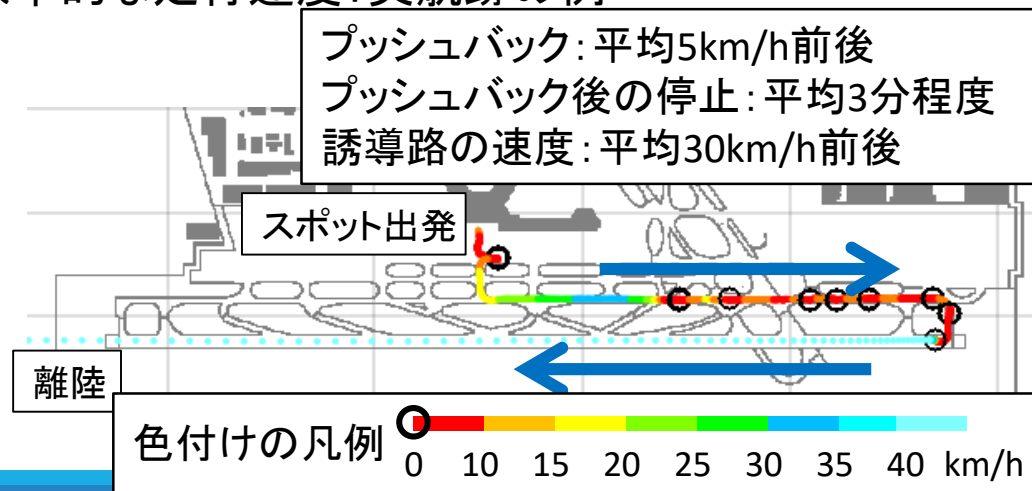 プッシュバック：平均5km/h前後
プッシュバック後の停止：平均3分程度
誘導路の速度：平均30km/h前後
スポット出発
離陸
色付けの凡例
0 10 15 20 25 30 35 40 km/h